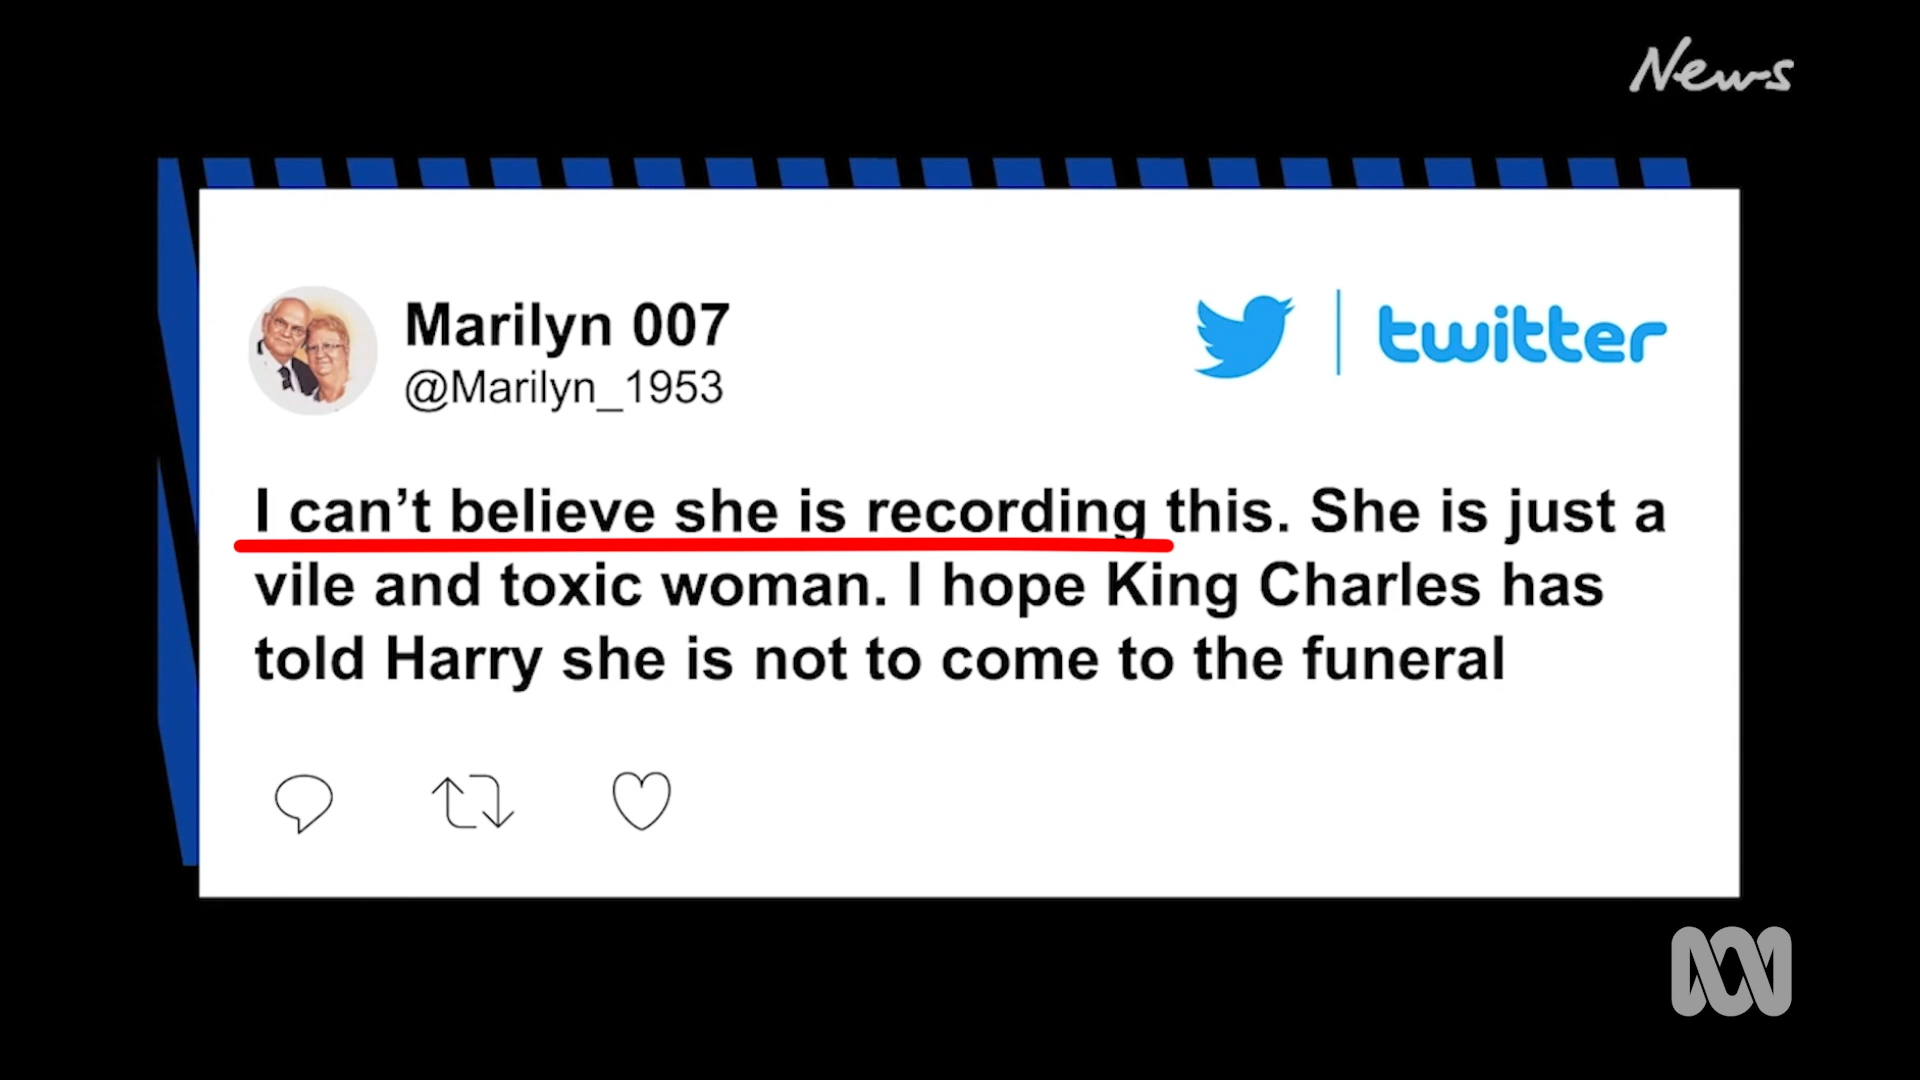 News
Marilyn 007
@Marilyn_1953
twitter
I can’t believe she is recording this. She is just a
vile and toxic woman. I hope King Charles has
told Harry she is not to come to the funeral